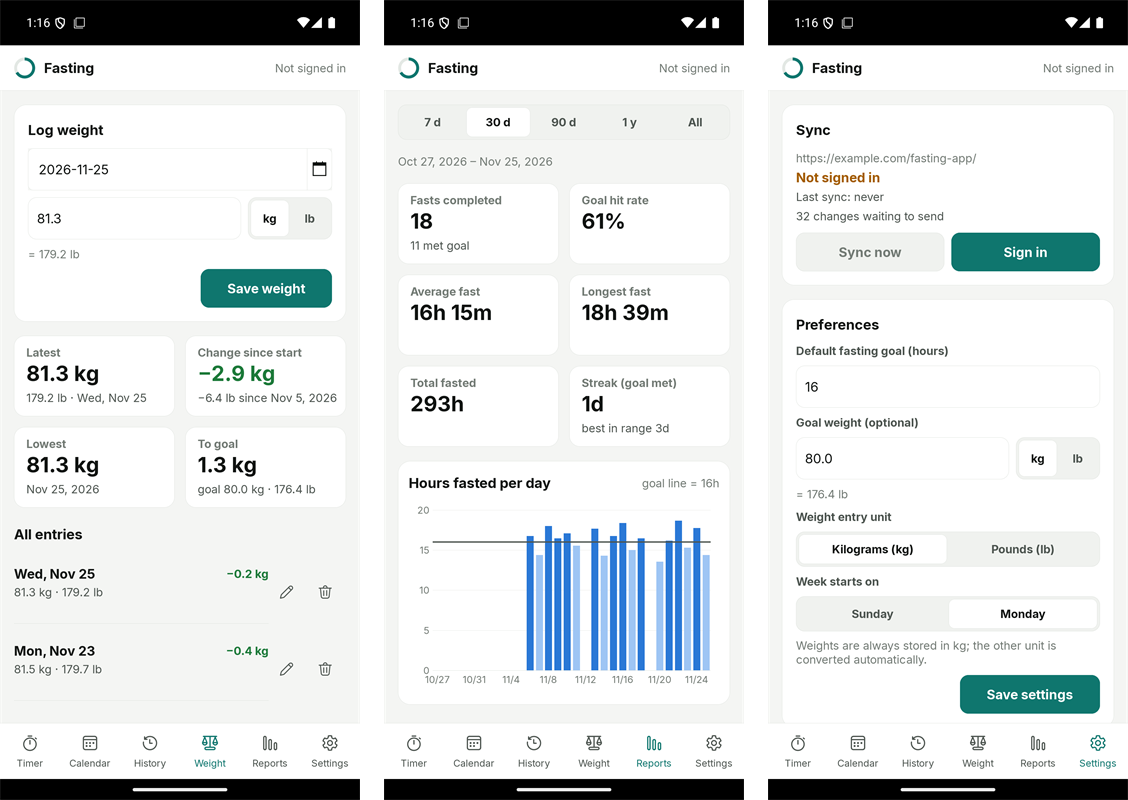 1:16
Fasting
Not signed in
Log weight
2026-11-25
81.3
kg
lb
= 179.2 lb
Save weight
Latest
81.3 kg
179.2 lb · Wed, Nov 25
Change since start
−2.9 kg
−6.4 lb since Nov 5, 2026
Lowest
81.3 kg
Nov 25, 2026
To goal
1.3 kg
goal 80.0 kg · 176.4 lb
All entries
Wed, Nov 25
−0.2 kg
81.3 kg · 179.2 lb
Mon, Nov 23
−0.4 kg
81.5 kg · 179.7 lb
Timer
Calendar
History
Weight
Reports
Settings
1:16
Fasting
Not signed in
7 d
30 d
90 d
1 y
All
Oct 27, 2026 – Nov 25, 2026
Fasts completed
18
11 met goal
Goal hit rate
61%
Average fast
16h 15m
Longest fast
18h 39m
Total fasted
293h
Streak (goal met)
1d
best in range 3d
Hours fasted per day
goal line = 16h
20
15
10
5
0
10/27
10/31
11/4
11/8
11/12
11/16
11/20
11/24
Timer
Calendar
History
Weight
Reports
Settings
1:16
Fasting
Not signed in
Sync
https://example.com/fasting-app/
Not signed in
Last sync: never
32 changes waiting to send
Sync now
Sign in
Preferences
Default fasting goal (hours)
16
Goal weight (optional)
80.0
kg
lb
= 176.4 lb
Weight entry unit
Kilograms (kg)
Pounds (lb)
Week starts on
Sunday
Monday
Weights are always stored in kg; the other unit is
converted automatically.
Save settings
Timer
Calendar
History
Weight
Reports
Settings